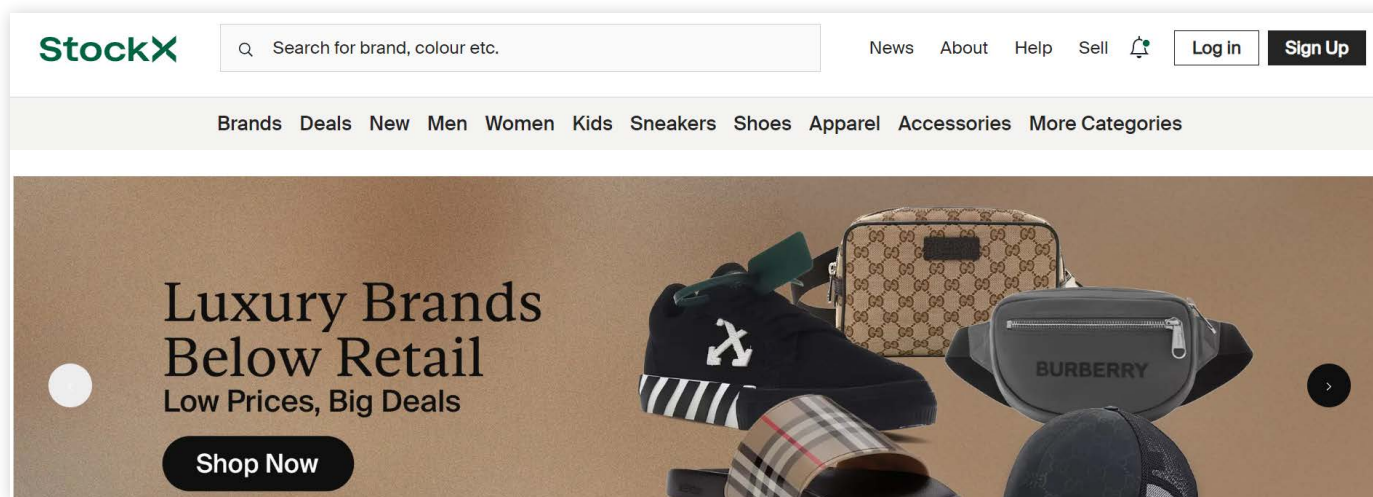 StockX
Search for brand, colour etc.
News About Help Sell Log in Sign Up
Brands Deals New Men Women Kids Sneakers Shoes Apparel Accessories More Categories
Luxury Brands
Below Retail
Low Prices, Big Deals
Shop Now
BURBERRY